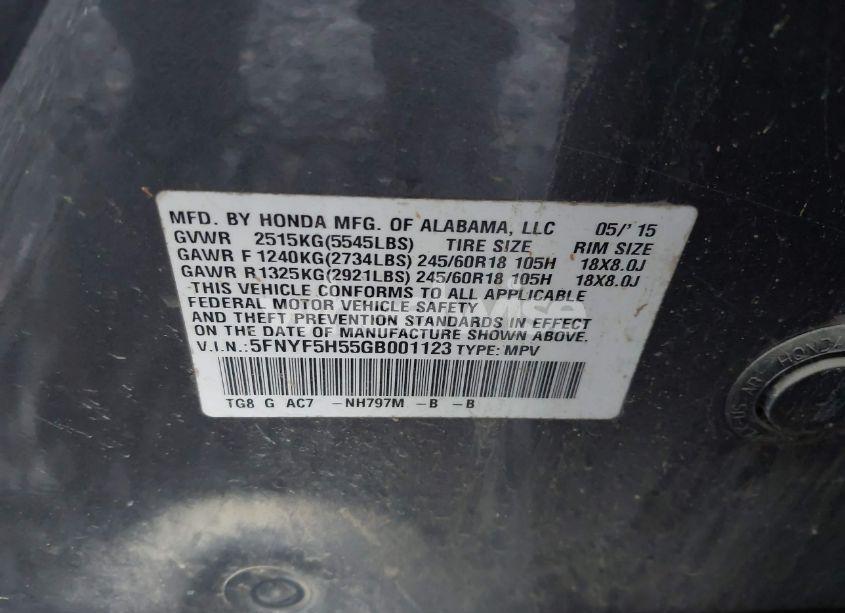 MFD. BY HONDA MFG. OF ALABAMA, LLC 05/' 15
GVWR 2515KG(5545LBS) TIRE SIZE RIM SIZE
GAWR F 1240KG(2734LBS) 245/60R18 105H 18X8.0J
GAWR R 1325KG(2921LBS) 245/60R18 105H 18X8.0J
THIS VEHICLE CONFORMS TO ALL APPLICABLE
FEDERAL MOTOR VEHICLE SAFETY
AND THEFT PREVENTION STANDARDS IN EFFECT
ON THE DATE OF MANUFACTURE SHOWN ABOVE.
V.I.N.: 5FNYF5H55GB001123 TYPE: MPV
TG8 G AC7 -NH797M -B -B
HONDA